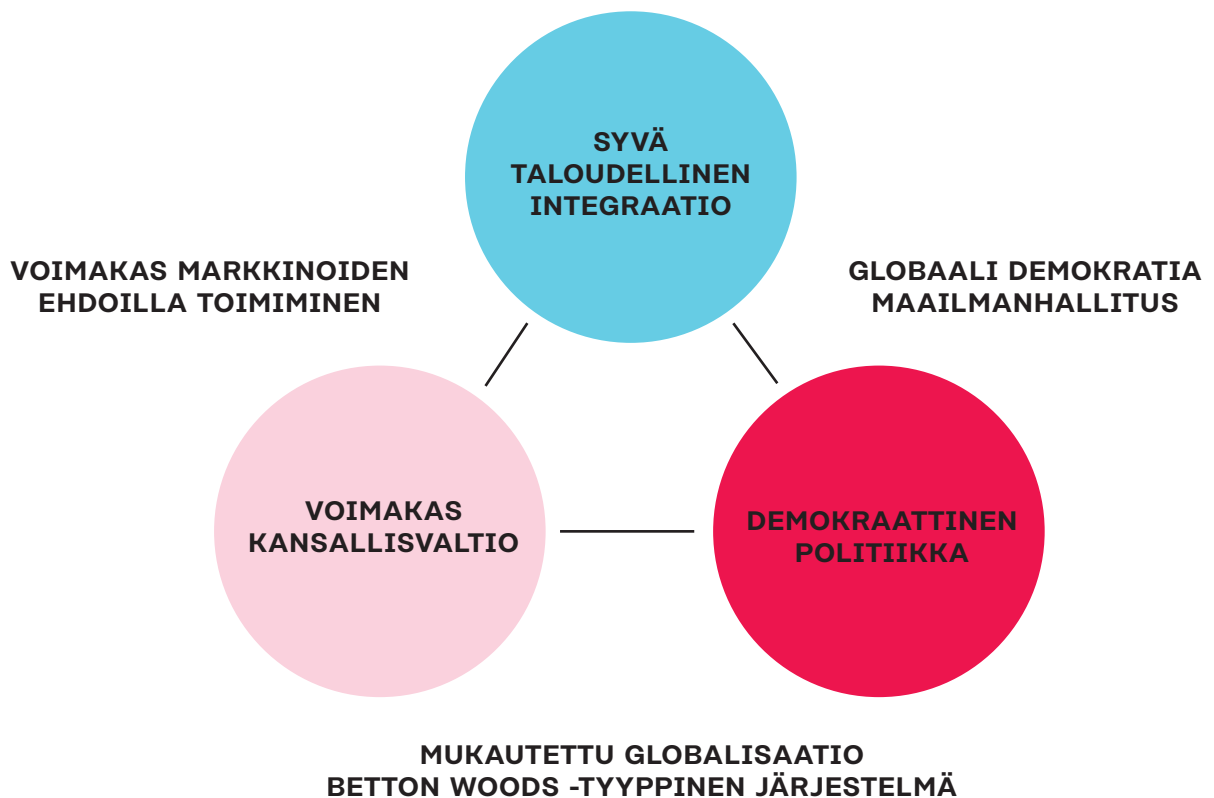 SYVÄ
TALOUDELLINEN
INTEGRAATIO
VOIMAKAS MARKKINOIDEN
EHDOILLA TOIMIMINEN
GLOBAALI DEMOKRATIA
MAAILMANHALLITUS
VOIMAKAS
KANSALLISVALTIO
DEMOKRAATTINEN
POLITIIKKA
MUKAUTETTU GLOBALISAATIO
BETTON WOODS -TYYPPINEN JÄRJESTELMÄ